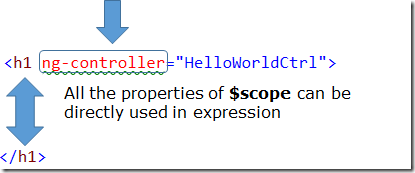 <h1 ng-controller="HelloWorldCtrl">
All the properties of $scope can be
directly used in expression
</h1>